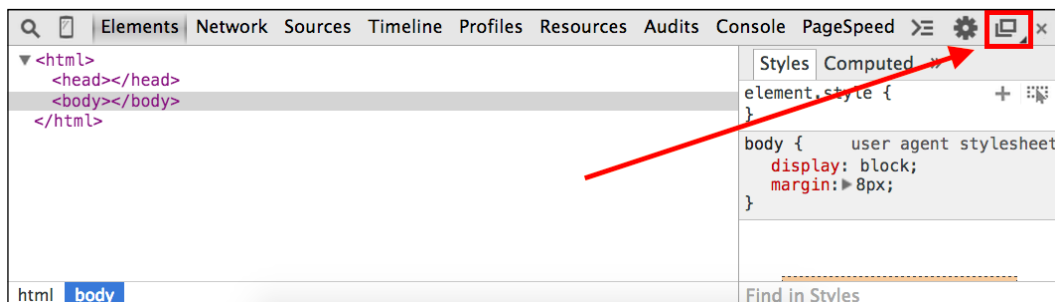 Elements Network Sources Timeline Profiles Resources Audits Console PageSpeed
▼<html>
<head></head>
<body></body>
</html>
html body
Styles Computed »
element.style {
}
body { user agent stylesheet
display: block;
margin:▶8px;
}
Find in Styles